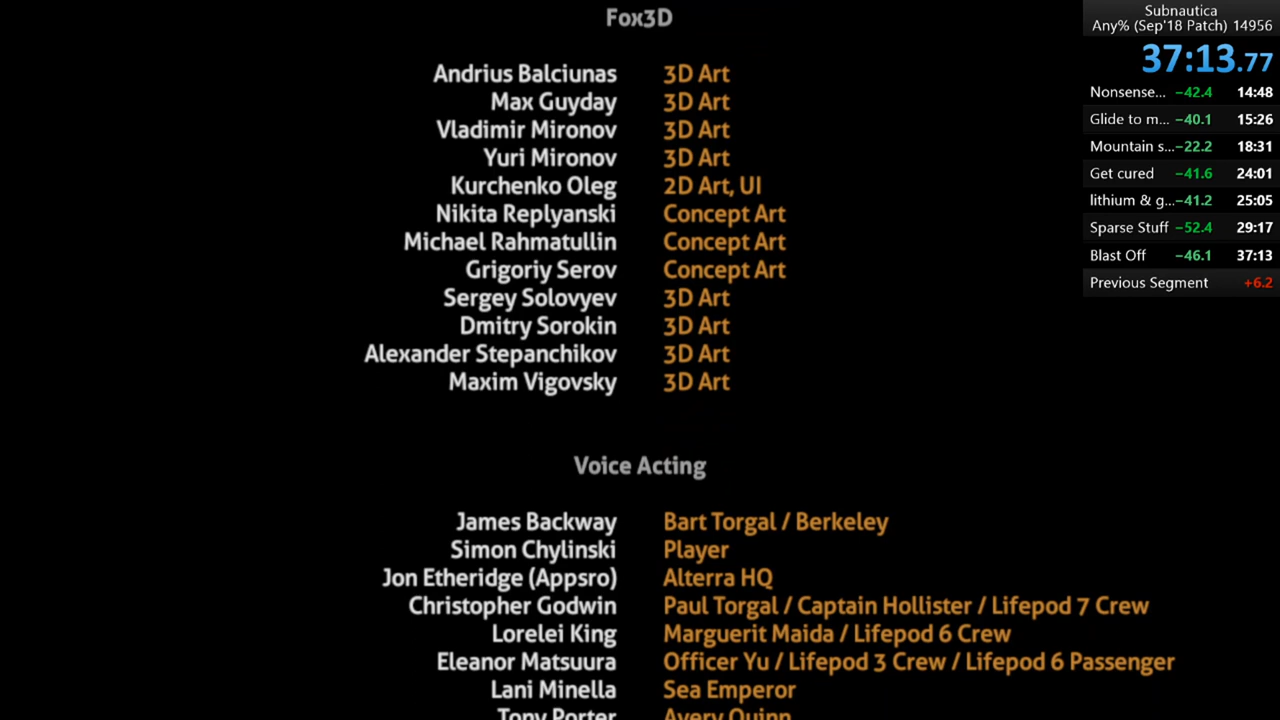 Fox3D
Andrius Balciunas 3D Art
Max Guyday 3D Art
Vladimir Mironov 3D Art
Yuri Mironov 3D Art
Kurchenko Oleg 2D Art, UI
Nikita Replyanski Concept Art
Michael Rahmatullin Concept Art
Grigoriy Serov Concept Art
Sergey Solovyev 3D Art
Dmitry Sorokin 3D Art
Alexander Stepanchikov 3D Art
Maxim Vigovsky 3D Art
Voice Acting
James Backway Bart Torgal / Berkeley
Simon Chylinski Player
Jon Etheridge (Appsro) Alterra HQ
Christopher Godwin Paul Torgal / Captain Hollister / Lifepod 7 Crew
Lorelei King Marguerit Maida / Lifepod 6 Crew
Eleanor Matsuura Officer Yu / Lifepod 3 Crew / Lifepod 6 Passenger
Lani Minella Sea Emperor
Tony Porter Avery Quinn
Subnautica
Any% (Sep'18 Patch) 14956
37:13.77
Nonsense... −42.4 14:48
Glide to m... −40.1 15:26
Mountain s... −22.2 18:31
Get cured −41.6 24:01
lithium & g... −41.2 25:05
Sparse Stuff −52.4 29:17
Blast Off −46.1 37:13
Previous Segment +6.2